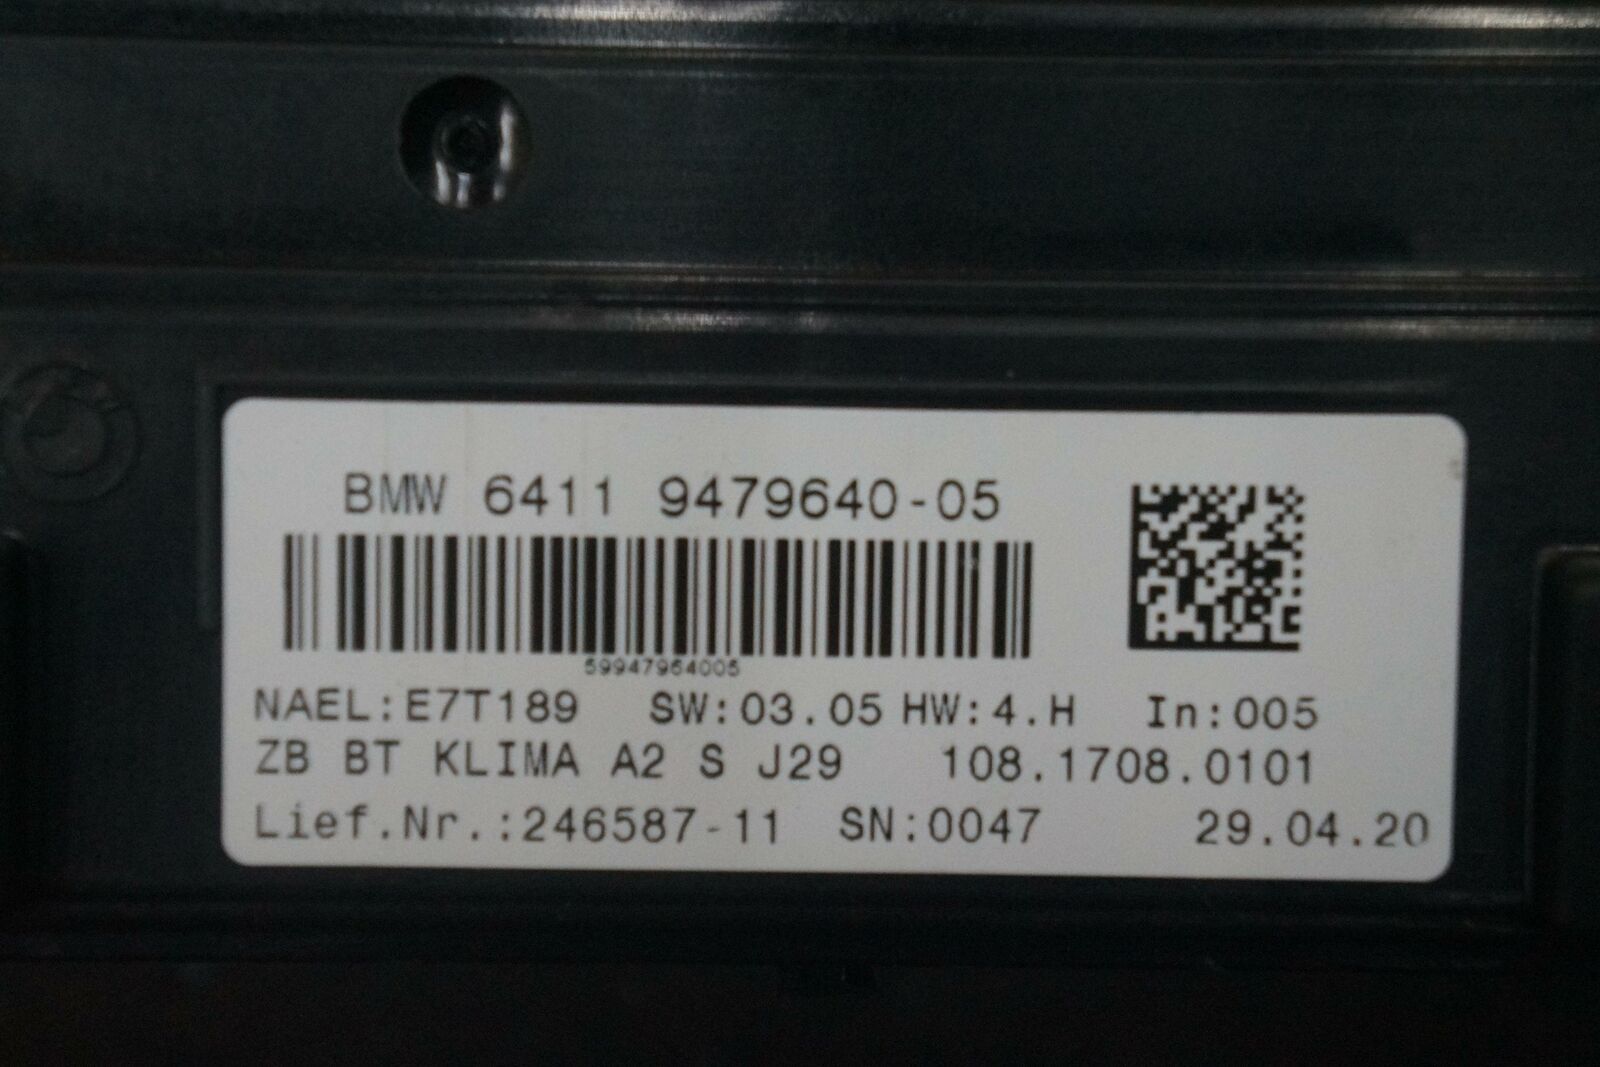 BMW 6411 9479640-05
59947964005
NAEL:E7T189 SW:03.05 HW:4.H In:005
ZB BT KLIMA A2 S J29 108.1708.0101
Lief.Nr.:246587-11 SN:0047 29.04.20